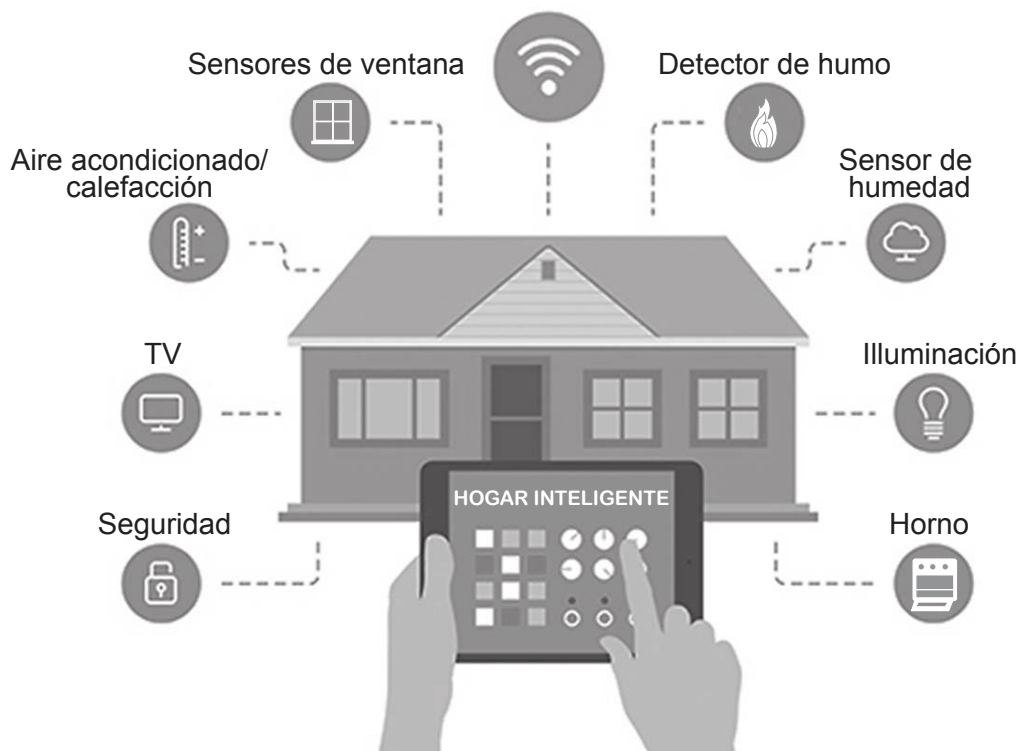 Sensores de ventana
Detector de humo
Aire acondicionado/
calefacción
Sensor de
humedad
TV
Illuminación
HOGAR INTELIGENTE
Seguridad
Horno